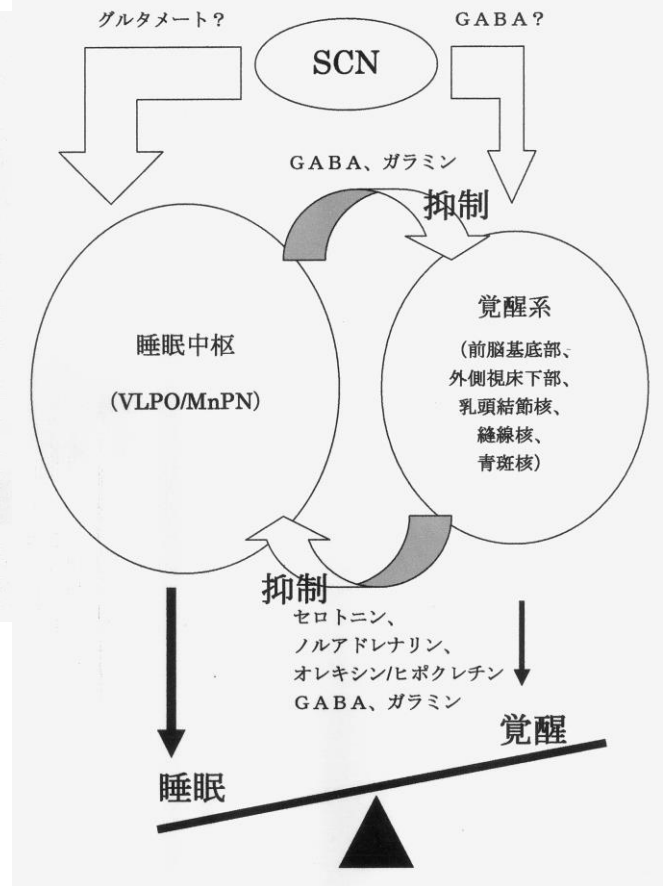 グルタメート?
GABA?
SCN
GABA、ガラミン
抑制
睡眠中枢
(VLPO/MnPN)
覚醒系
(前脳基底部、
外側視床下部、
乳頭結節核、
縫線核、
青斑核)
抑制
セロトニン、
ノルアドレナリン、
オレキシン/ヒポクレチン
GABA、ガラミン
覚醒
睡眠